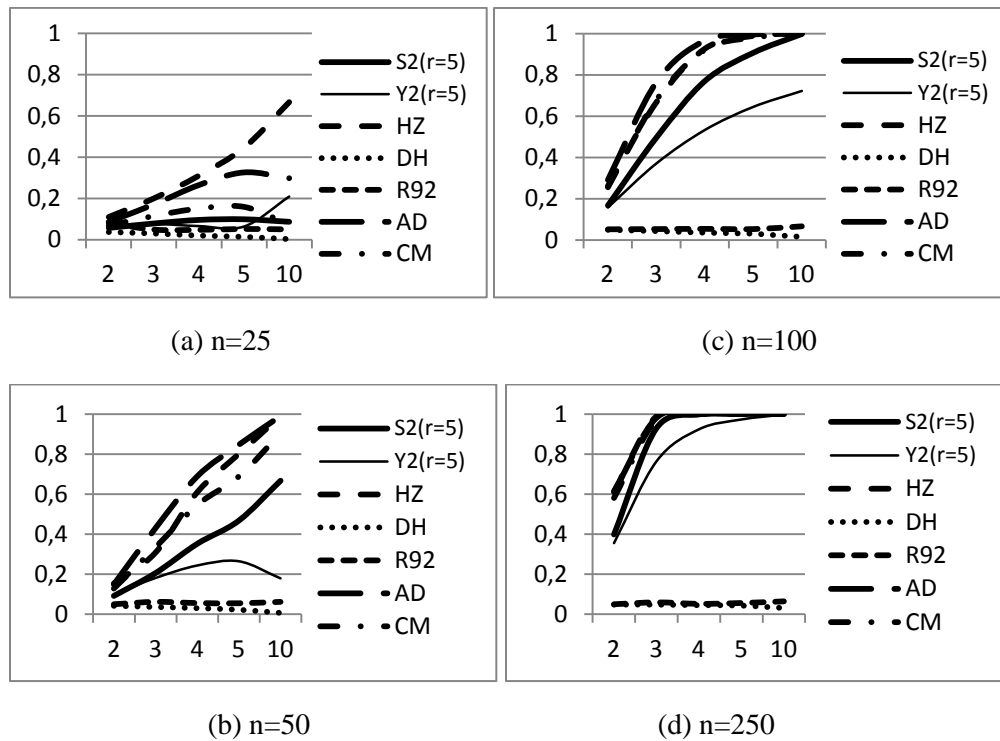 1
0,8
0,6
0,4
0,2
0
2 3 4 5 10
S2(r=5)
Y2(r=5)
HZ
DH
R92
AD
CM
(a) n=25
1
0,8
0,6
0,4
0,2
0
2 3 4 5 10
S2(r=5)
Y2(r=5)
HZ
DH
R92
AD
CM
(c) n=100
1
0,8
0,6
0,4
0,2
0
2 3 4 5 10
S2(r=5)
Y2(r=5)
HZ
DH
R92
AD
CM
(b) n=50
1
0,8
0,6
0,4
0,2
0
2 3 4 5 10
S2(r=5)
Y2(r=5)
HZ
DH
R92
AD
CM
(d) n=250